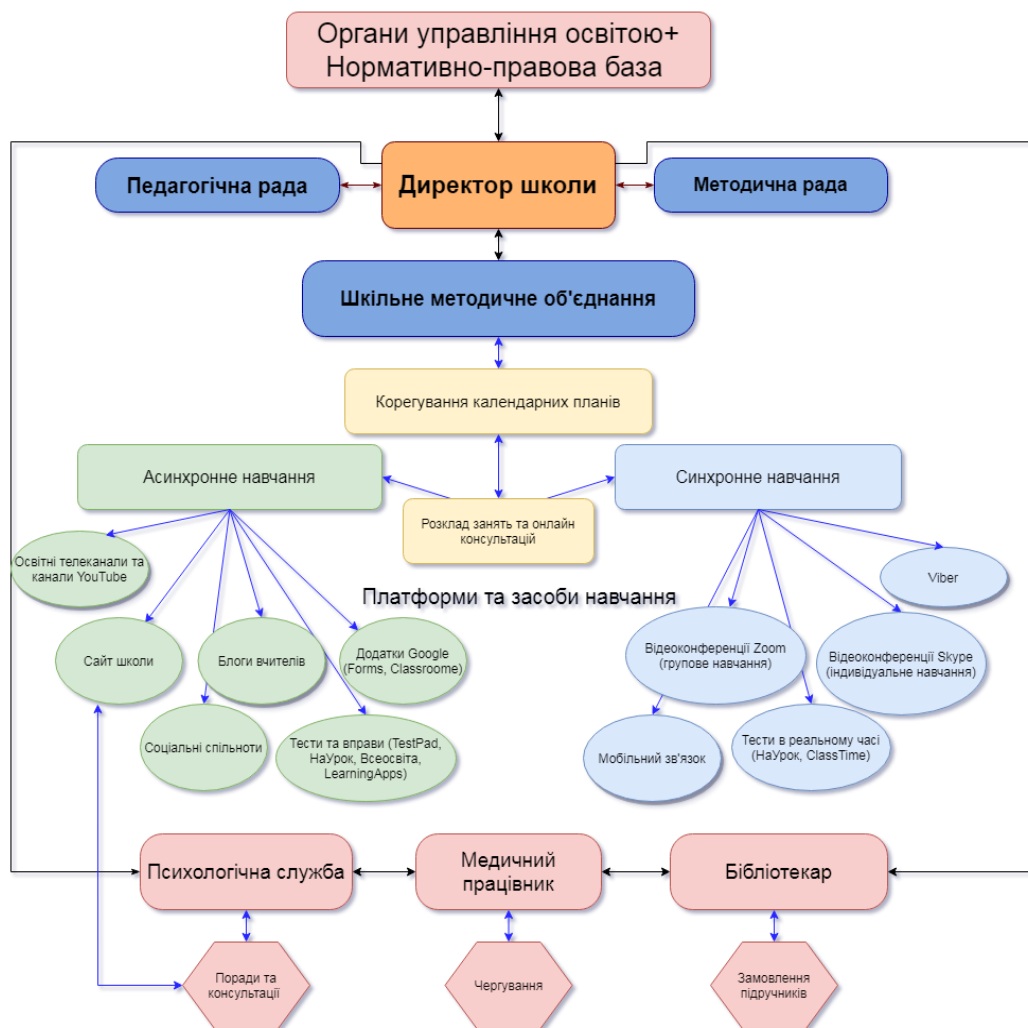 Органи управління освітою+
Нормативно-правова база
Педагогічна рада
Директор школи
Методична рада
Шкільне методичне об'єднання
Корегування календарних планів
Асинхронне навчання
Синхронне навчання
Розклад занять та онлайн
консультацій
Освітні телеканали та
канали YouTube
Viber
Платформи та засоби навчання
Сайт школи
Блоги вчителів
Додатки Google
(Forms, Classroome)
Відеоконференції Zoom
(групове навчання)
Відеоконференції Skype
(індивідуальне навчання)
Соціальні спільноти
Тести та вправи (TestPad,
НаУрок, Всеосвіта,
LearningApps)
Мобільний зв'язок
Тести в реальному часі
(НаУрок, ClassTime)
Психологічна служба
Медичний
працівник
Бібліотекар
Поради та
консультації
Чергування
Замовлення
підручників